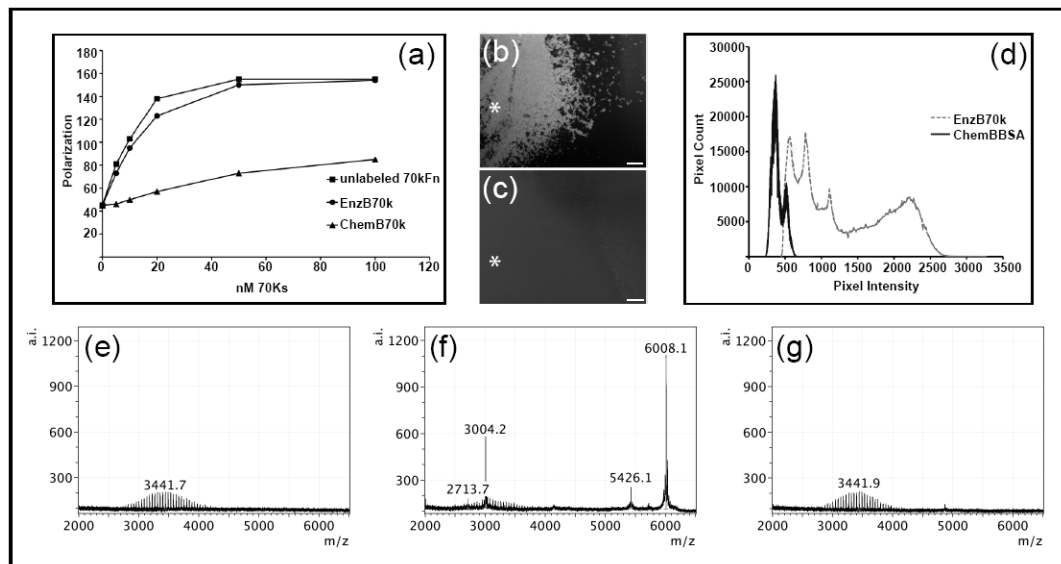 (a)
180
160
140
120
100
80
60
40
20
0
20
40
60
80
100
120
Polarization
nM 70Ks
unlabeled 70kFn
EnzB70k
ChemB70k
(b)
*
(c)
*
(d)
30000
25000
20000
15000
10000
5000
0
500
1000
1500
2000
2500
3000
3500
Pixel Count
Pixel Intensity
EnzB70k
ChemBBSA
(e)
a.i.
1200
900
600
300
3441.7
2000
3000
4000
5000
6000
m/z
(f)
a.i.
1200
900
600
300
6008.1
3004.2
2713.7
5426.1
2000
3000
4000
5000
6000
m/z
(g)
a.i.
1200
900
600
300
3441.9
2000
3000
4000
5000
6000
m/z